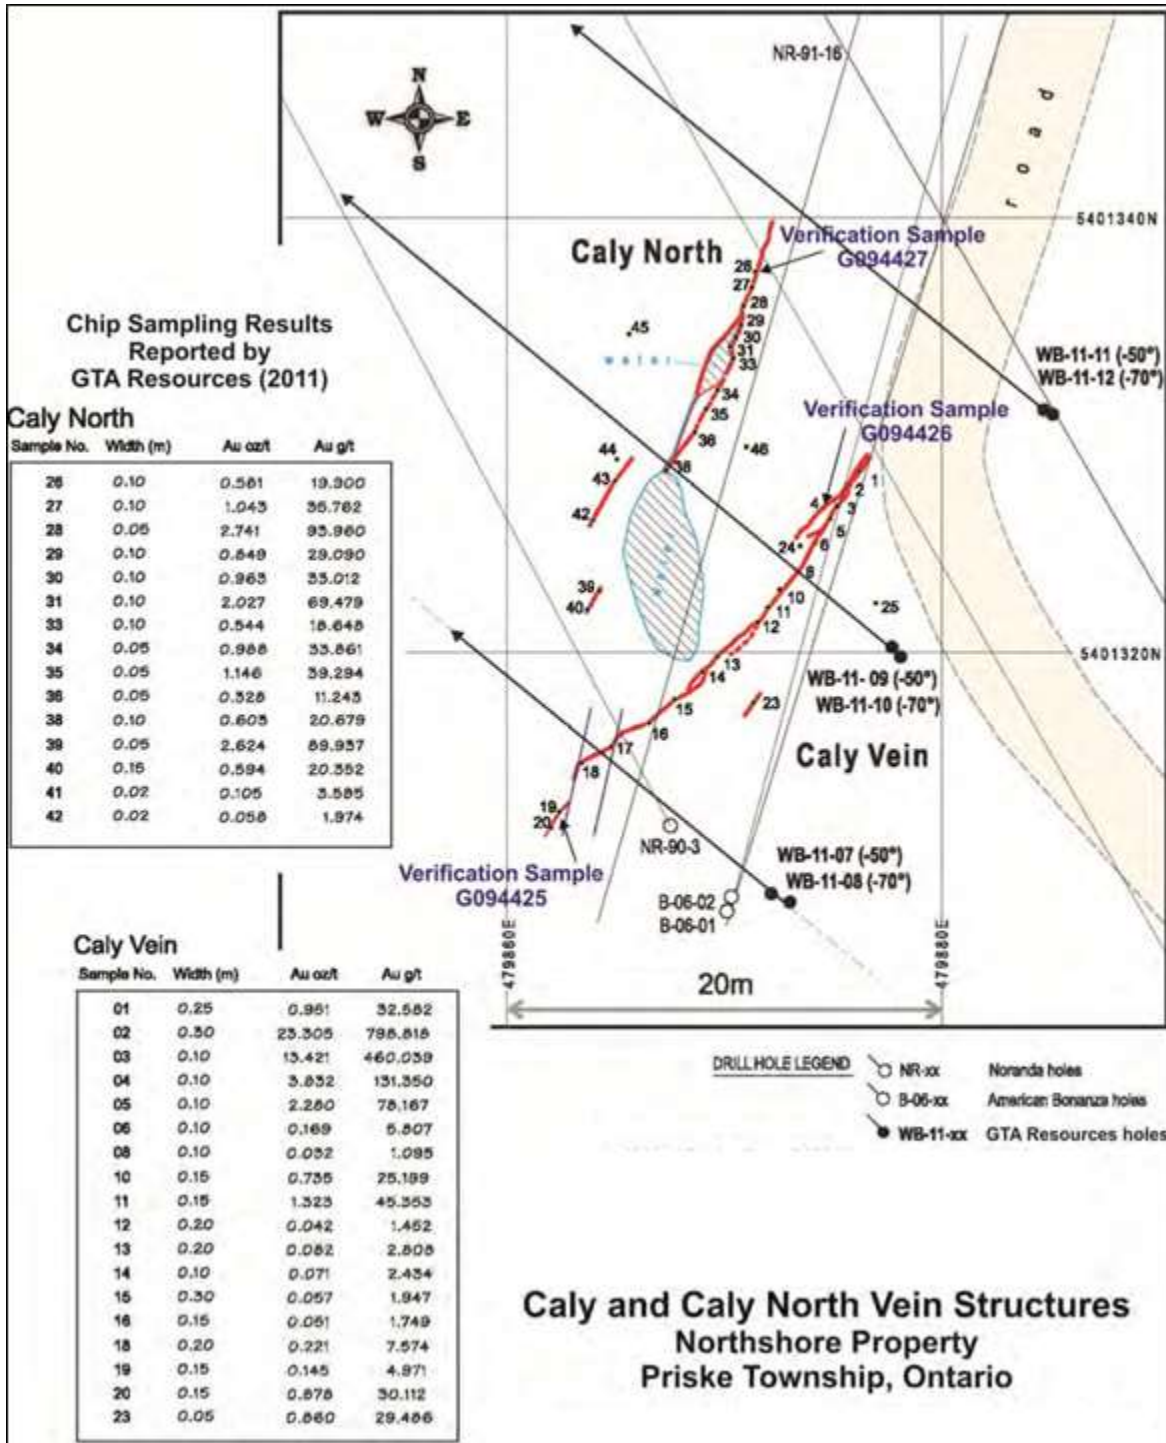 N
W E
S
NR-91-16
road
5401340N
Caly North
Verification Sample
G094427
26
27
28
29
30
31
33
34
35
36
38
45
water
46
44
43
42
39
40
WB-11-11 (-50°)
WB-11-12 (-70°)
Verification Sample
G094426
1
2
3
4
5
6
24
8
10
11
12
13
14
15
16
17
18
19
20
23
25
5401320N
WB-11- 09 (-50°)
WB-11-10 (-70°)
Caly Vein
NR-90-3
WB-11-07 (-50°)
WB-11-08 (-70°)
Verification Sample
G094425
B-06-02
B-06-01
479860E
479880E
20m
Chip Sampling Results
Reported by
GTA Resources (2011)
Caly North
Sample No. Width (m) Au oz/t Au g/t
26 0.10 0.561 19.300
27 0.10 1.043 35.762
28 0.05 2.741 93.960
29 0.10 0.849 29.090
30 0.10 0.963 33.012
31 0.10 2.027 69.479
33 0.10 0.544 18.648
34 0.05 0.988 33.861
35 0.05 1.146 39.294
36 0.05 0.328 11.243
38 0.10 0.603 20.679
39 0.05 2.624 89.937
40 0.15 0.594 20.352
41 0.02 0.105 3.585
42 0.02 0.058 1.974
Caly Vein
Sample No. Width (m) Au oz/t Au g/t
01 0.25 0.951 32.582
02 0.30 23.305 798.818
03 0.10 13.421 460.039
04 0.10 3.832 131.350
05 0.10 2.280 78.167
06 0.10 0.169 5.807
08 0.10 0.032 1.095
10 0.15 0.735 25.199
11 0.15 1.323 45.353
12 0.20 0.042 1.452
13 0.20 0.082 2.808
14 0.10 0.071 2.434
15 0.30 0.057 1.947
16 0.15 0.051 1.749
18 0.20 0.221 7.574
19 0.15 0.145 4.971
20 0.15 0.878 30.112
23 0.05 0.860 29.486
DRILL HOLE LEGEND
NR-xx Noranda holes
B-06-xx American Bonanza holes
WB-11-xx GTA Resources holes
Caly and Caly North Vein Structures
Northshore Property
Priske Township, Ontario